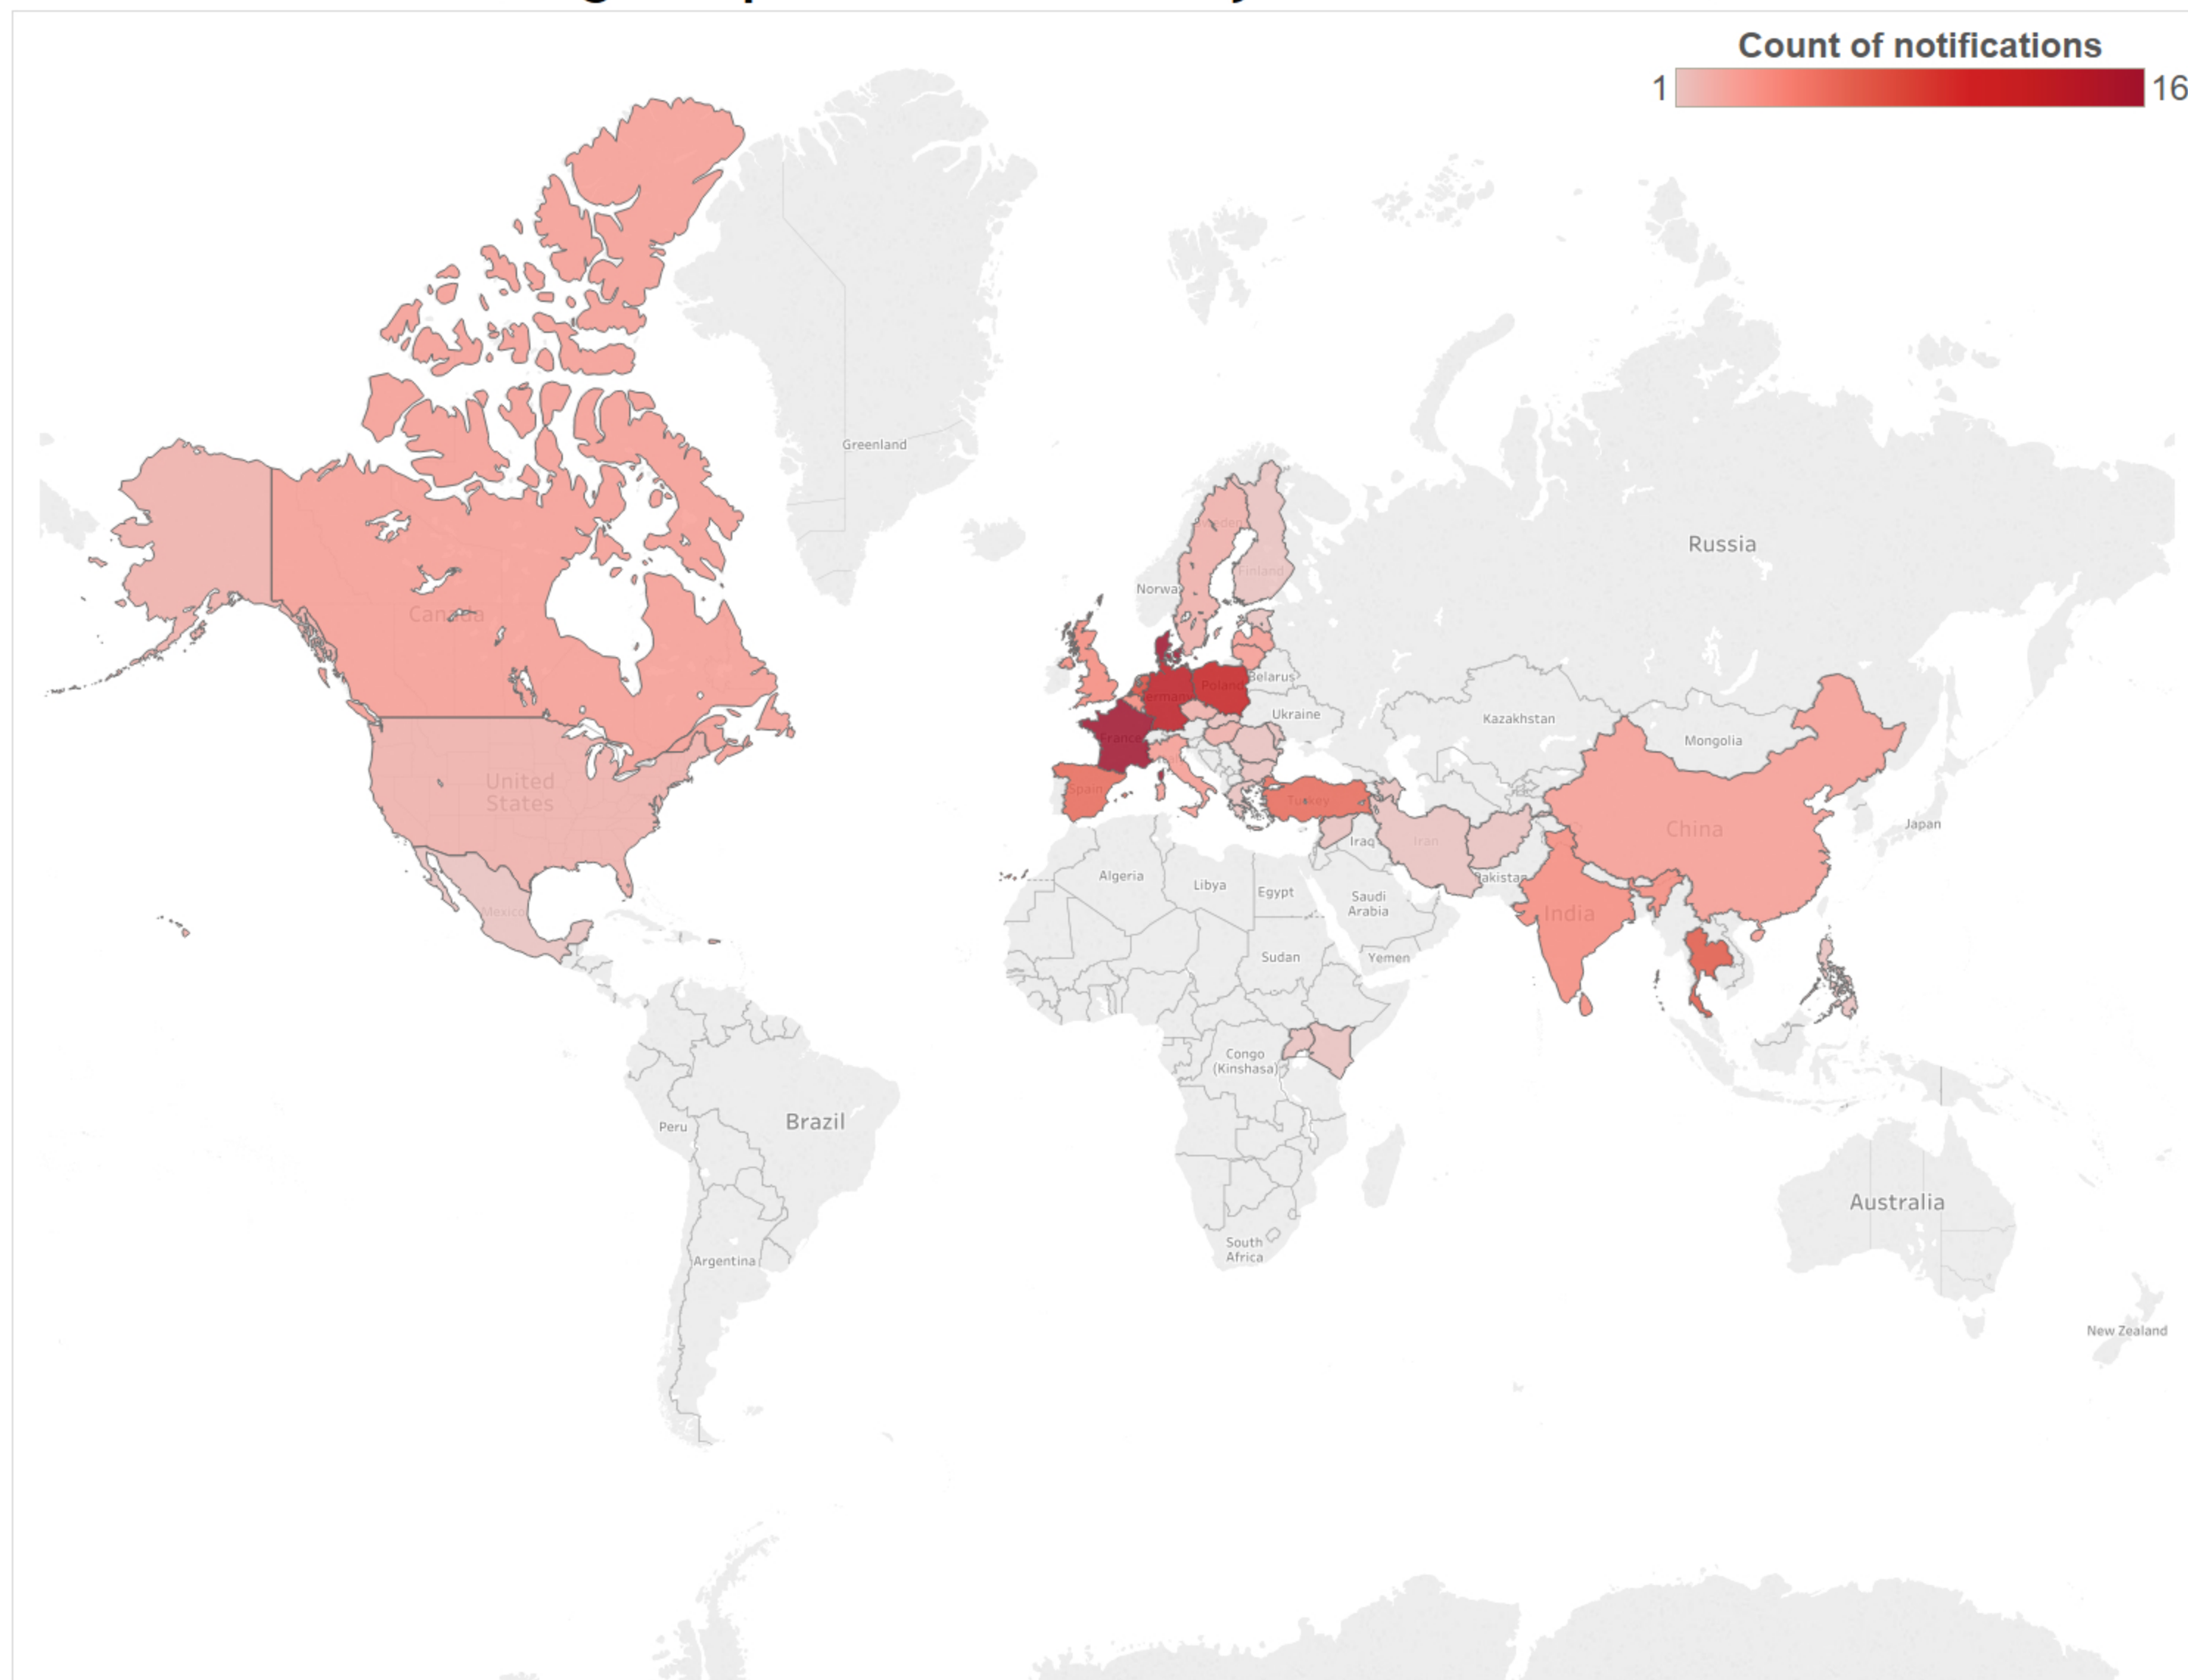 Count of notifications
1 16
Greenland
Russia
Sweden
Finland
Norwa
Canada
Belarus
Germany
Poland
Ukraine
Kazakhstan
Mongolia
France
United
States
Spain
Turkey
China
Japan
Iraq
Iran
Algeria
Libya
Egypt
Pakistan
Saudi
Arabia
Mexico
India
Sudan
Yemen
Congo
(Kinshasa)
Brazil
Peru
Australia
South
Africa
Argentina
New Zealand